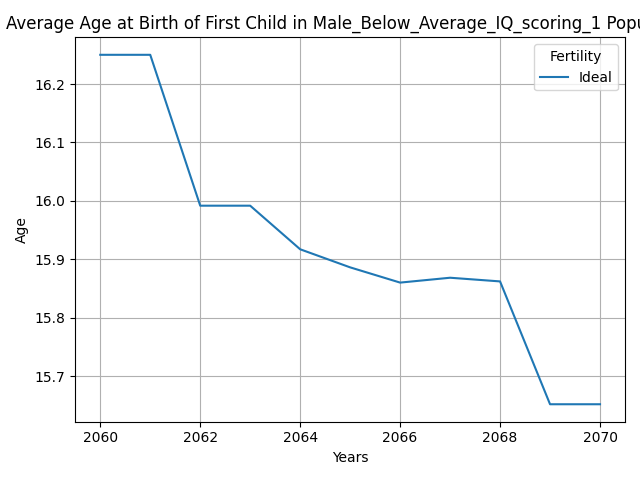 Average Age at Birth of First Child in Male_Below_Average_IQ_scoring_1 Popu
Fertility
Ideal
16.2
16.1
16.0
15.9
15.8
15.7
Age
2060 2062 2064 2066 2068 2070
Years